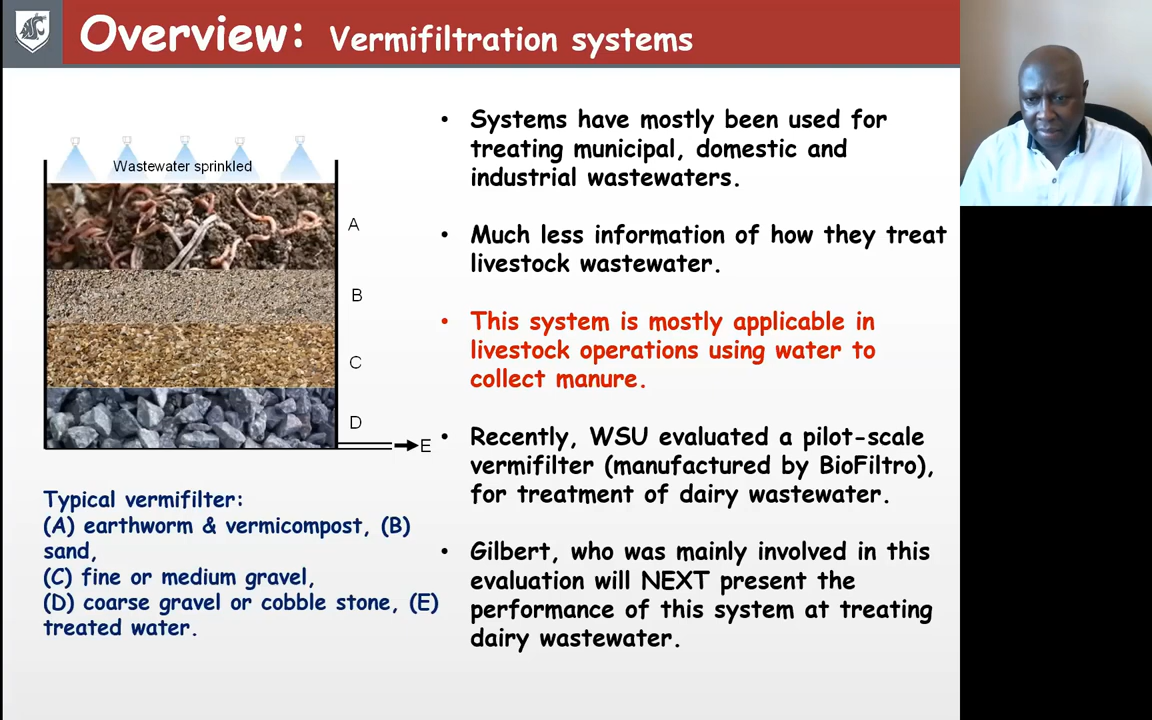 Overview: Vermifiltration systems
Wastewater sprinkled
A
B
C
D
E
Typical vermifilter:
(A) earthworm & vermicompost, (B)
sand,
(C) fine or medium gravel,
(D) coarse gravel or cobble stone, (E)
treated water.
• Systems have mostly been used for
treating municipal, domestic and
industrial wastewaters.
• Much less information of how they treat
livestock wastewater.
• This system is mostly applicable in
livestock operations using water to
collect manure.
• Recently, WSU evaluated a pilot-scale
vermifilter (manufactured by BioFiltro),
for treatment of dairy wastewater.
• Gilbert, who was mainly involved in this
evaluation will NEXT present the
performance of this system at treating
dairy wastewater.